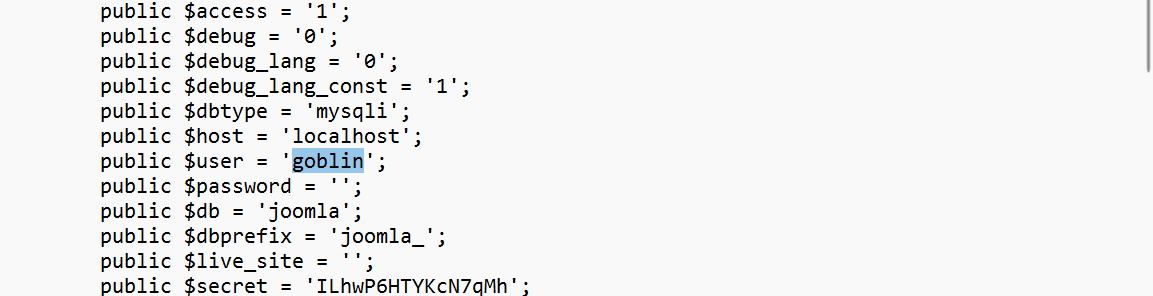 public $access = '1';
public $debug = '0';
public $debug_lang = '0';
public $debug_lang_const = '1';
public $dbtype = 'mysqli';
public $host = 'localhost';
public $user = 'goblin';
public $password = '';
public $db = 'joomla';
public $dbprefix = 'joomla_';
public $live_site = '';
public $secret = 'ILhwP6HTYKcN7qMh';